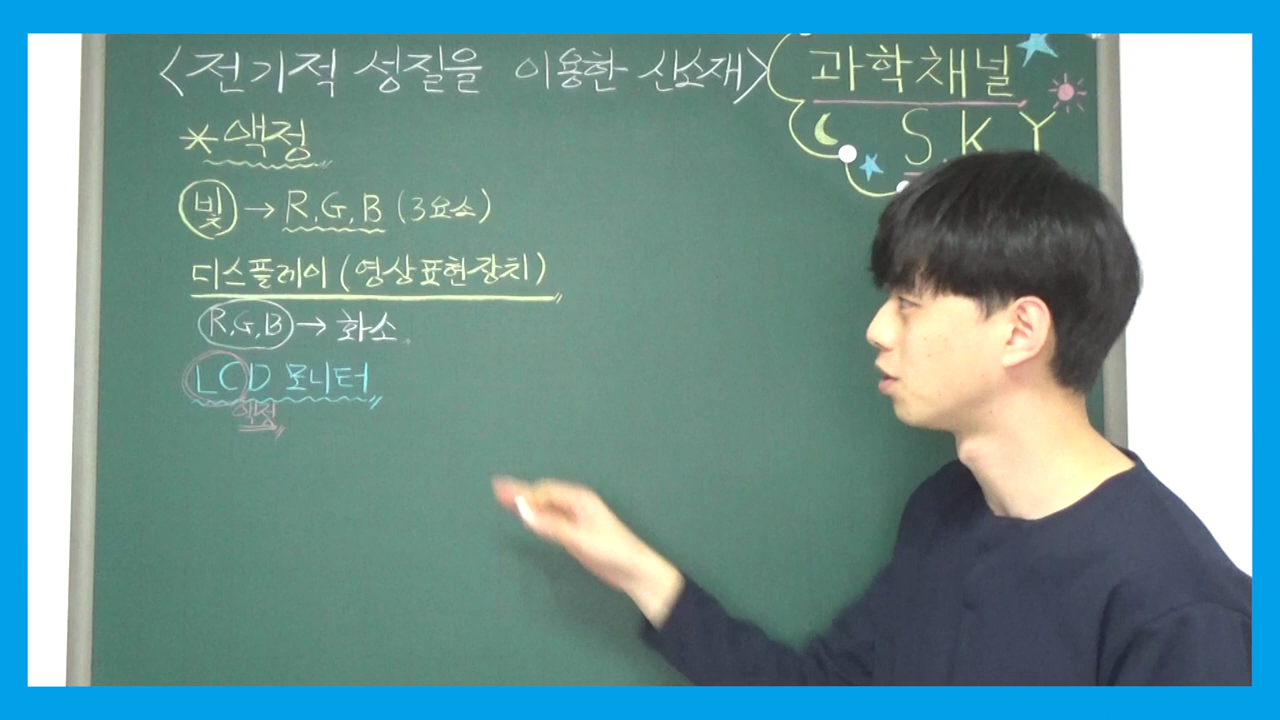 <전기적 성질을 이용한 신소재>
과학채널
S.K.Y
*액정
빛 → R,G,B (3요소)
디스플레이 (영상표현장치)
R,G,B → 화소
LCD 모니터
액정